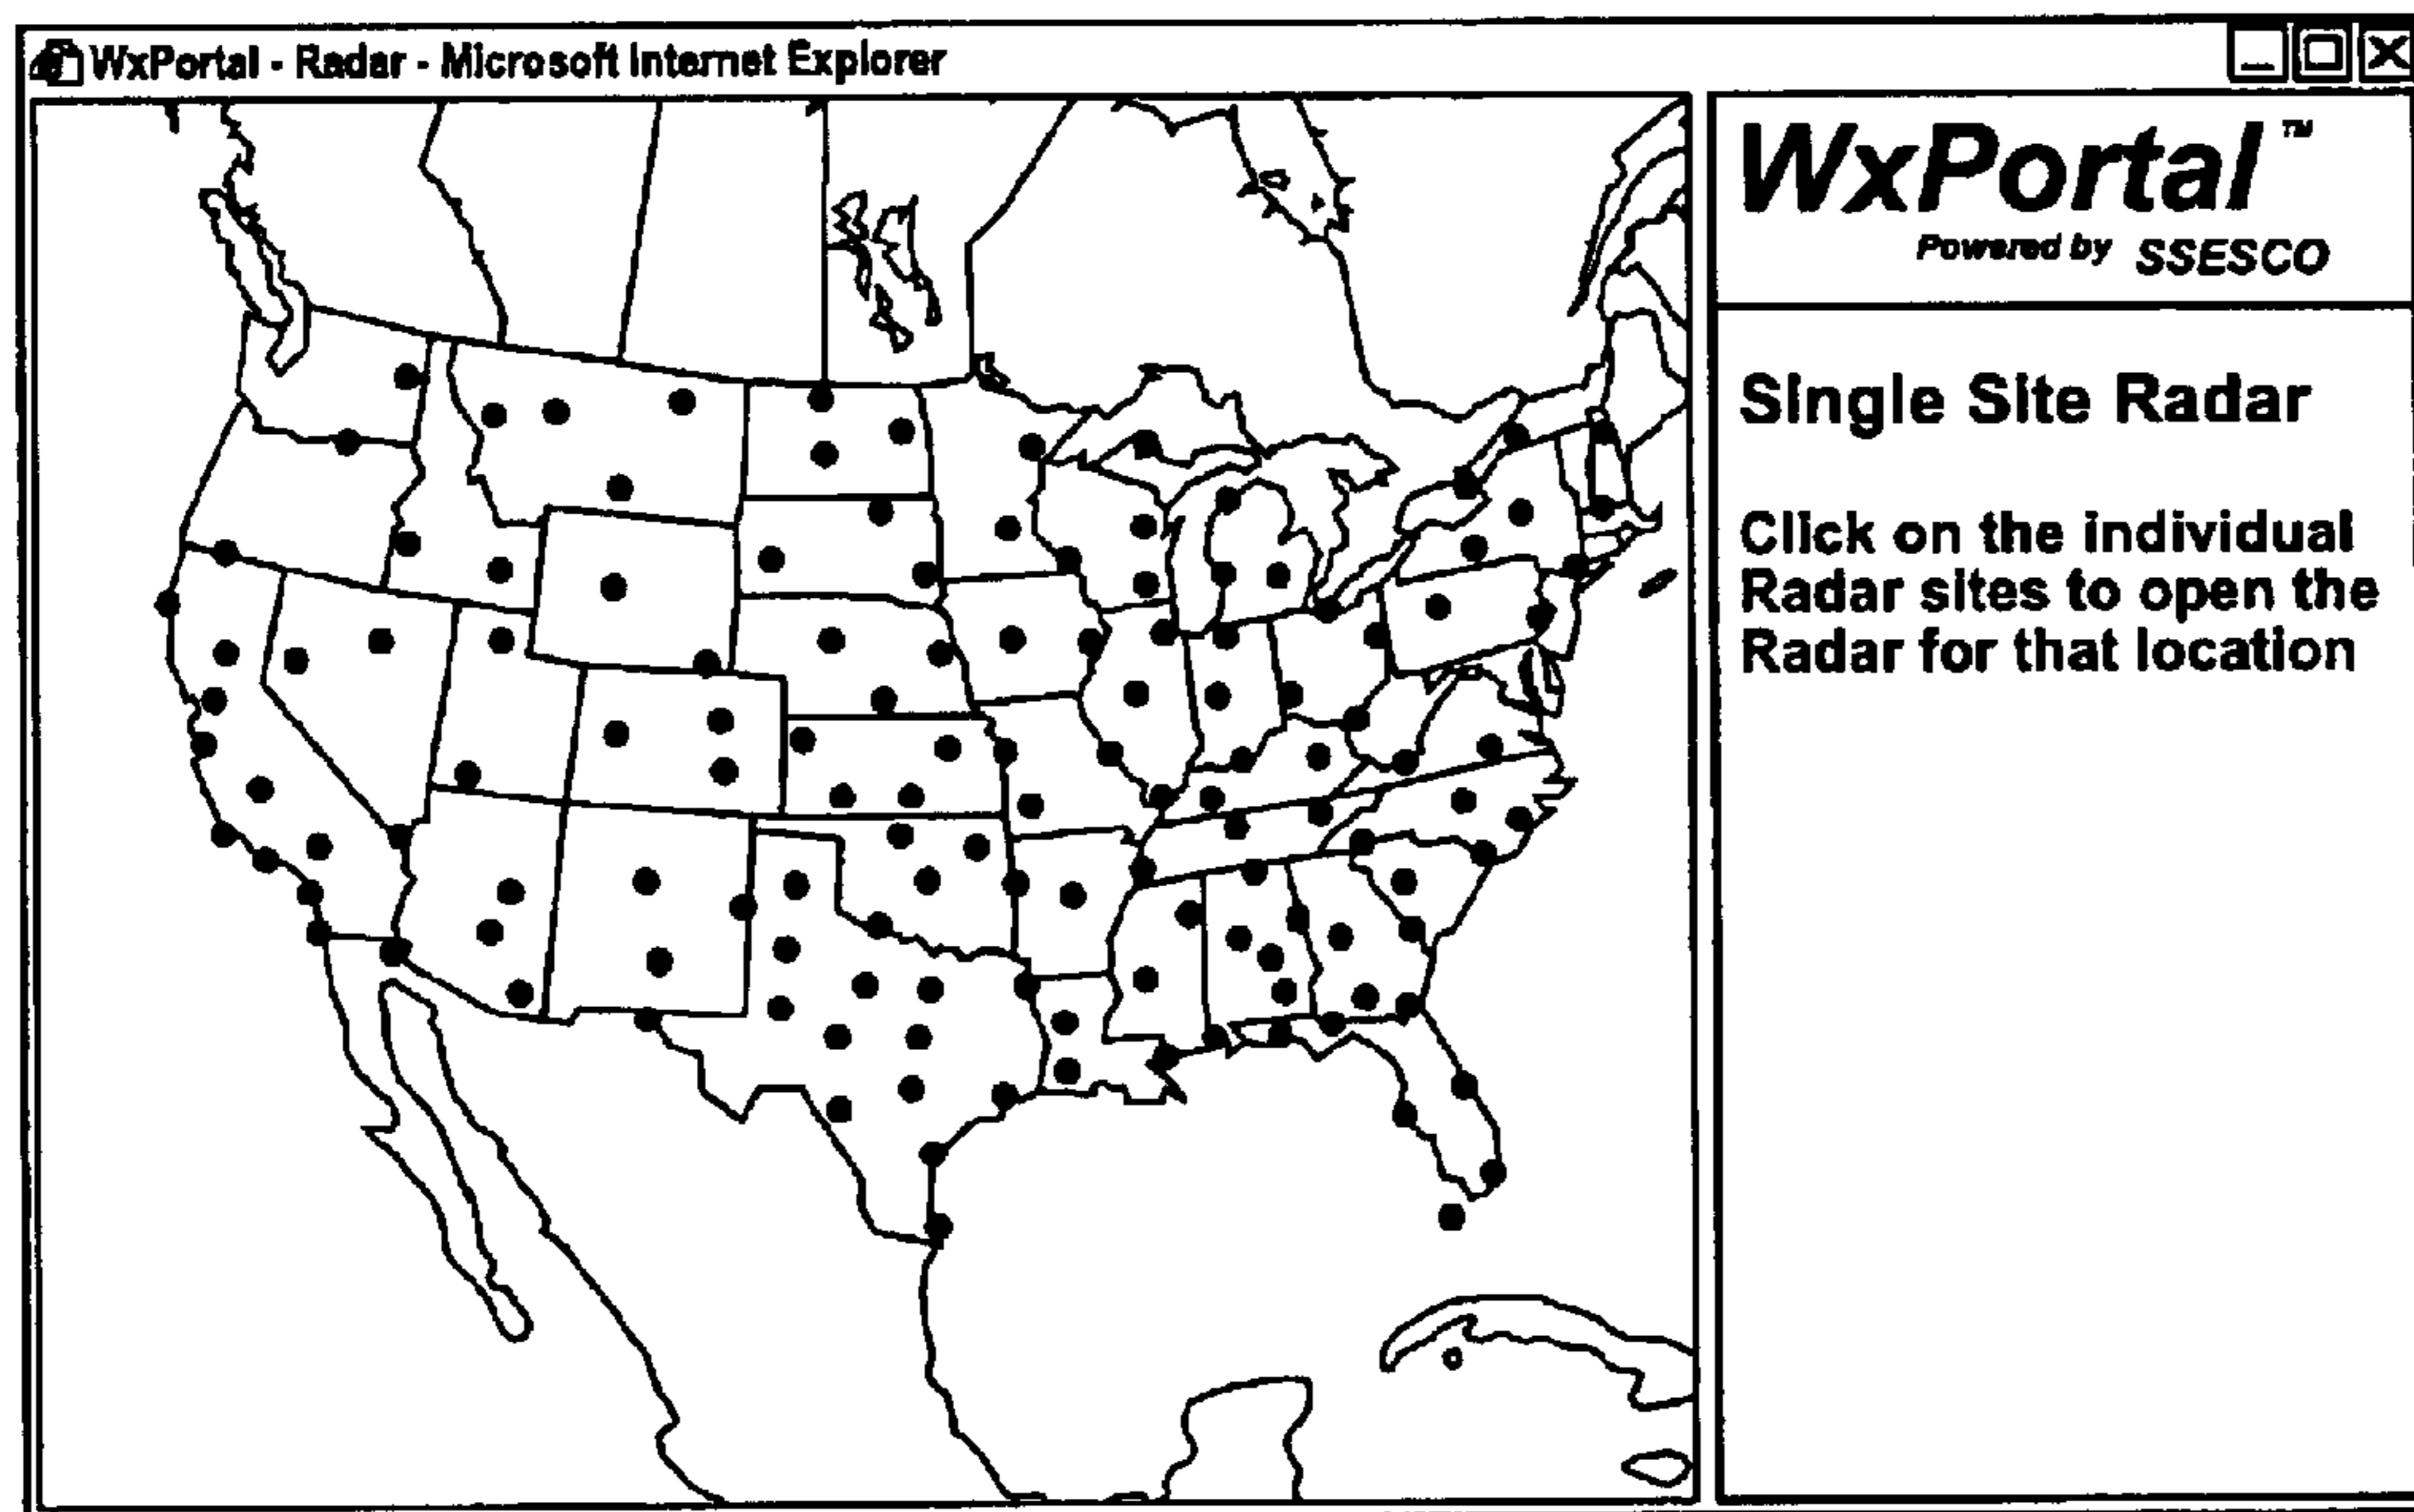 WxPortal - Radar - Microsoft Internet Explorer
WxPortal™
Powered by SSESCO
Single Site Radar
Click on the individual
Radar sites to open the
Radar for that location